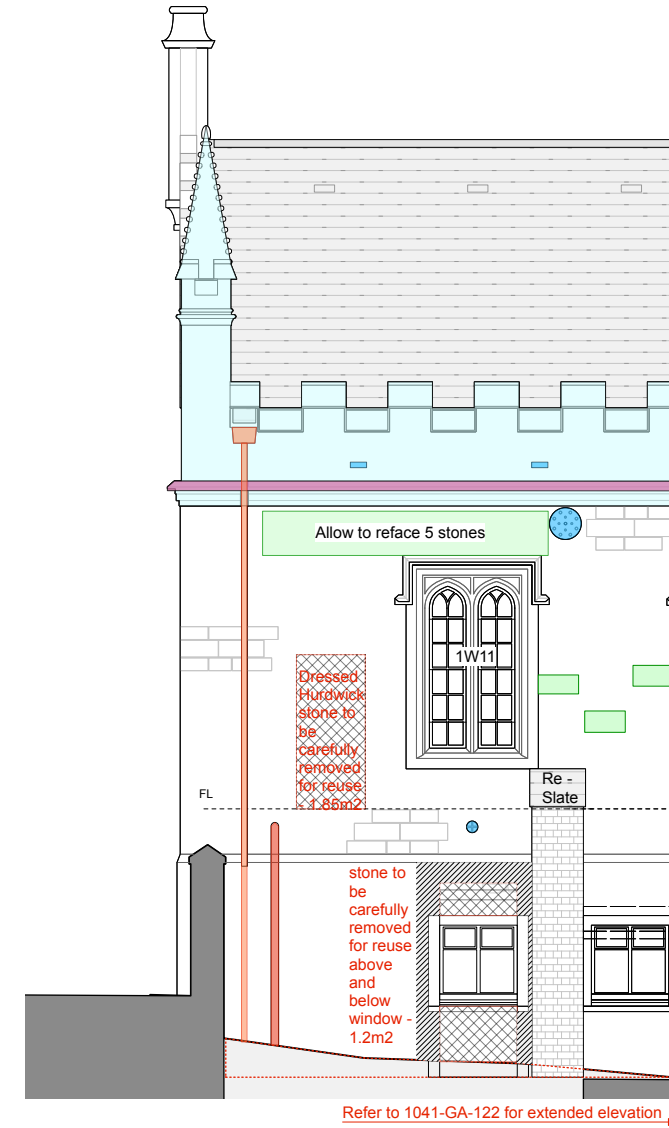 Allow to reface 5 stones
1W11
Dressed
Hurdwick
stone to
be
carefully
removed
for reuse
- 1.85m2
Re -
Slate
FL
stone to
be
carefully
removed
for reuse
above
and
below
window -
1.2m2
Refer to 1041-GA-122 for extended elevation